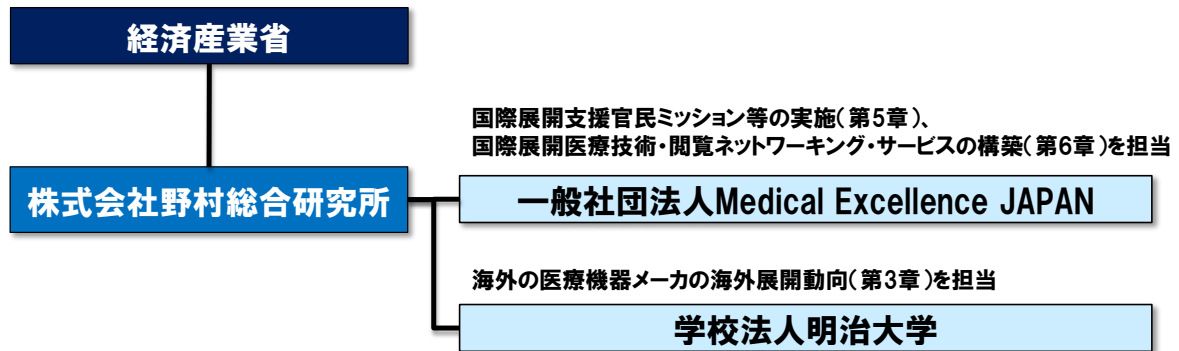 経済産業省
国際展開支援官民ミッション等の実施(第5章)、
国際展開医療技術・閲覧ネットワーキング・サービスの構築(第6章)を担当
株式会社野村総合研究所
一般社団法人Medical Excellence JAPAN
海外の医療機器メーカの海外展開動向(第3章)を担当
学校法人明治大学